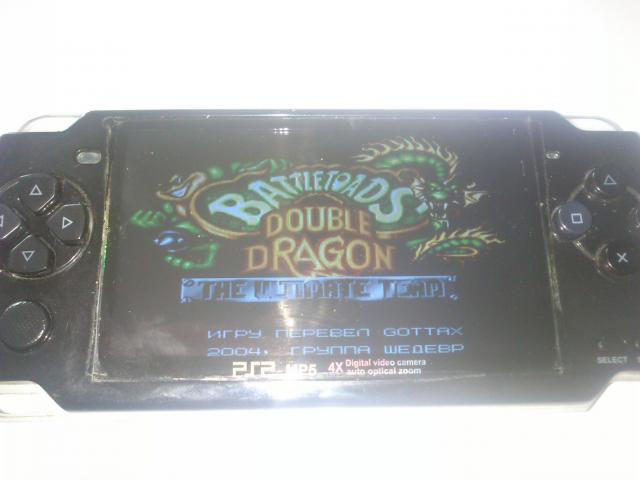 BATTLETOADS
DOUBLE
DRAGON
THE ULTIMATE TEAM
ИГРУ ПЕРЕВЕЛ GOTTAX
2004, ГРУППА ШЕДЕВР
PSP MP5 4X Digital video camera
auto optical zoom
SELECT